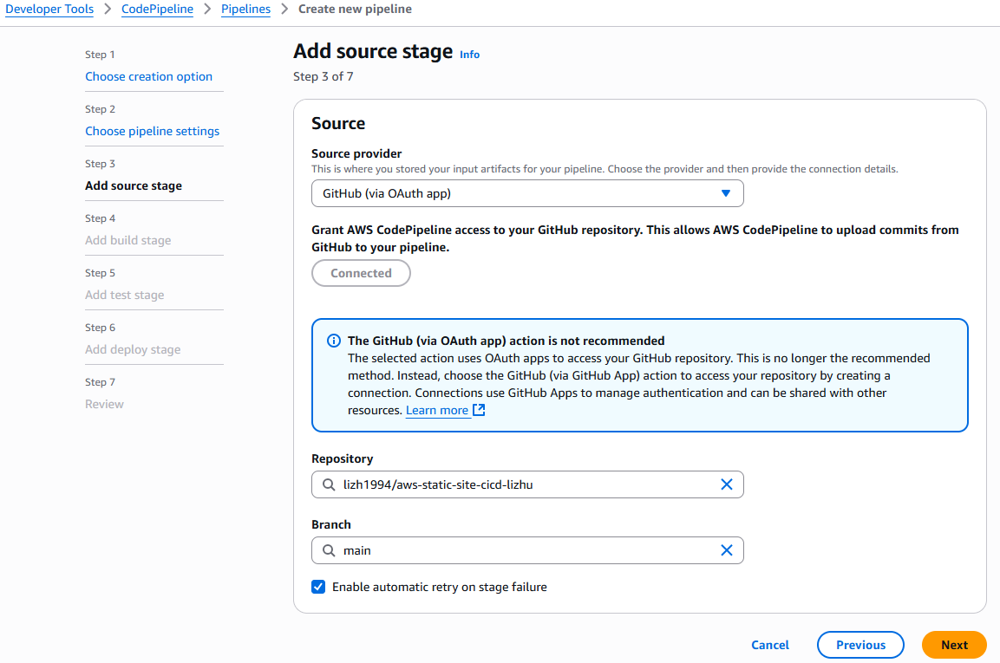 Developer Tools > CodePipeline > Pipelines > Create new pipeline
Step 1
Choose creation option
Step 2
Choose pipeline settings
Step 3
Add source stage
Step 4
Add build stage
Step 5
Add test stage
Step 6
Add deploy stage
Step 7
Review
Add source stage Info
Step 3 of 7
Source
Source provider
This is where you stored your input artifacts for your pipeline. Choose the provider and then provide the connection details.
GitHub (via OAuth app)
Grant AWS CodePipeline access to your GitHub repository. This allows AWS CodePipeline to upload commits from
GitHub to your pipeline.
Connected
The GitHub (via OAuth app) action is not recommended
The selected action uses OAuth apps to access your GitHub repository. This is no longer the recommended
method. Instead, choose the GitHub (via GitHub App) action to access your repository by creating a
connection. Connections use GitHub Apps to manage authentication and can be shared with other
resources. Learn more
Repository
lizh1994/aws-static-site-cicd-lizhu
Branch
main
Enable automatic retry on stage failure
Cancel Previous Next